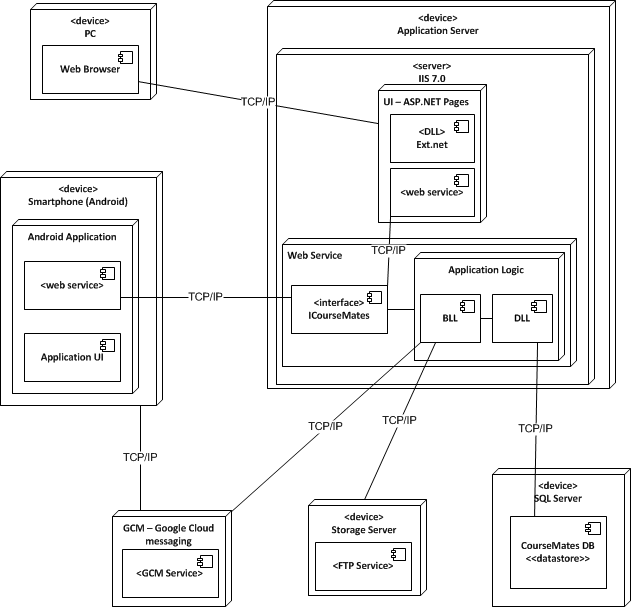 <device>
PC
Web Browser
TCP/IP
<device>
Application Server
<server>
IIS 7.0
UI – ASP.NET Pages
<DLL>
Ext.net
<web service>
TCP/IP
<device>
Smartphone (Android)
Android Application
<web service>
Application UI
TCP/IP
Web Service
<interface>
ICourseMates
Application Logic
BLL
DLL
TCP/IP
TCP/IP
TCP/IP
TCP/IP
GCM – Google Cloud
messaging
<GCM Service>
<device>
Storage Server
<FTP Service>
<device>
SQL Server
CourseMates DB
<<datastore>>